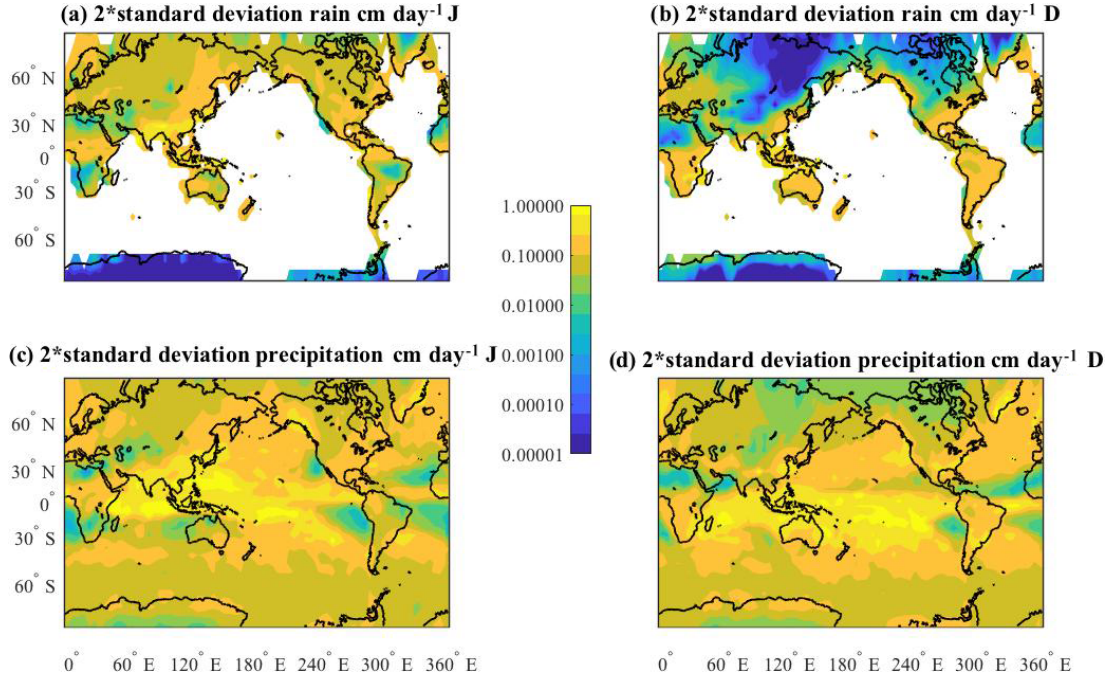 (a) 2*standard deviation rain cm day⁻¹ J
(b) 2*standard deviation rain cm day⁻¹ D
60° N
30° N
0°
30° S
60° S
1.00000
0.10000
0.01000
0.00100
0.00010
0.00001
(c) 2*standard deviation precipitation cm day⁻¹ J
(d) 2*standard deviation precipitation cm day⁻¹ D
60° N
30° N
0°
30° S
60° S
0° 60° E 120° E 180° E 240° E 300° E 360° E
0° 60° E 120° E 180° E 240° E 300° E 360° E